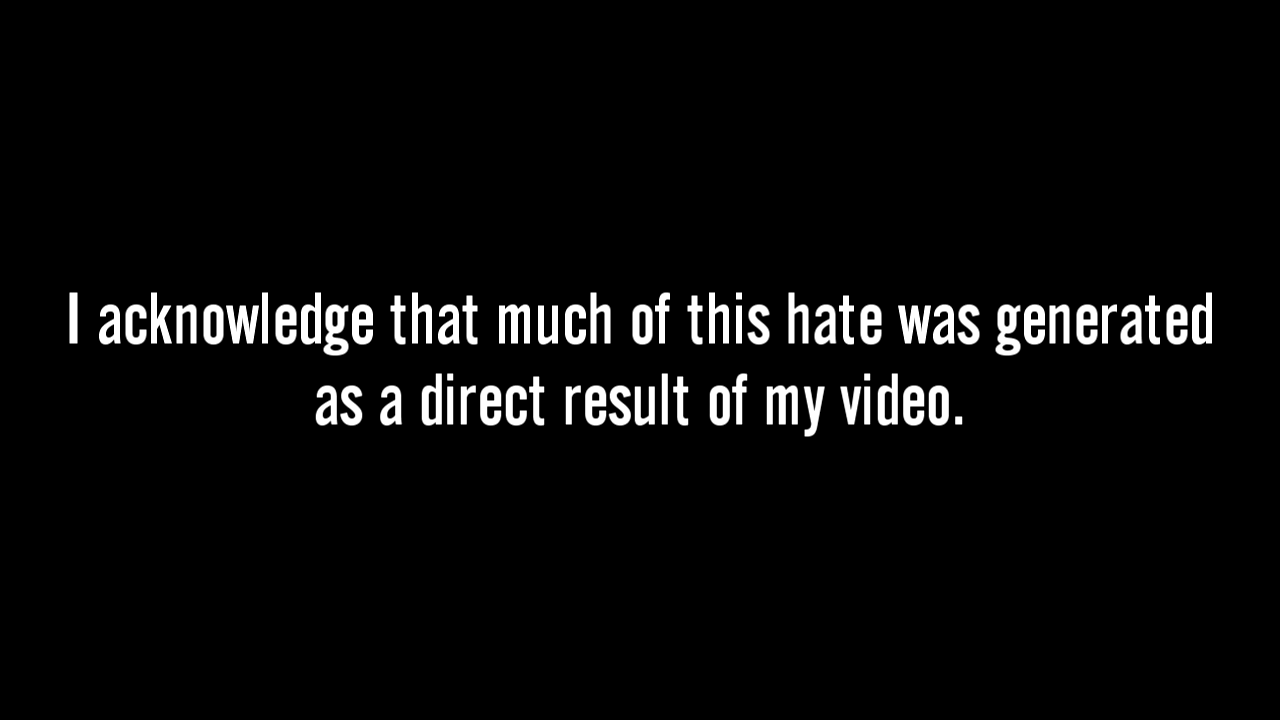 I acknowledge that much of this hate was generated
as a direct result of my video.